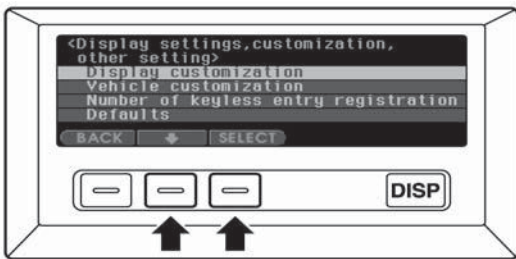 <Display settings,customization,
other setting>
Display customization
Vehicle customization
Number of keyless entry registration
Defaults
BACK SELECT
DISP